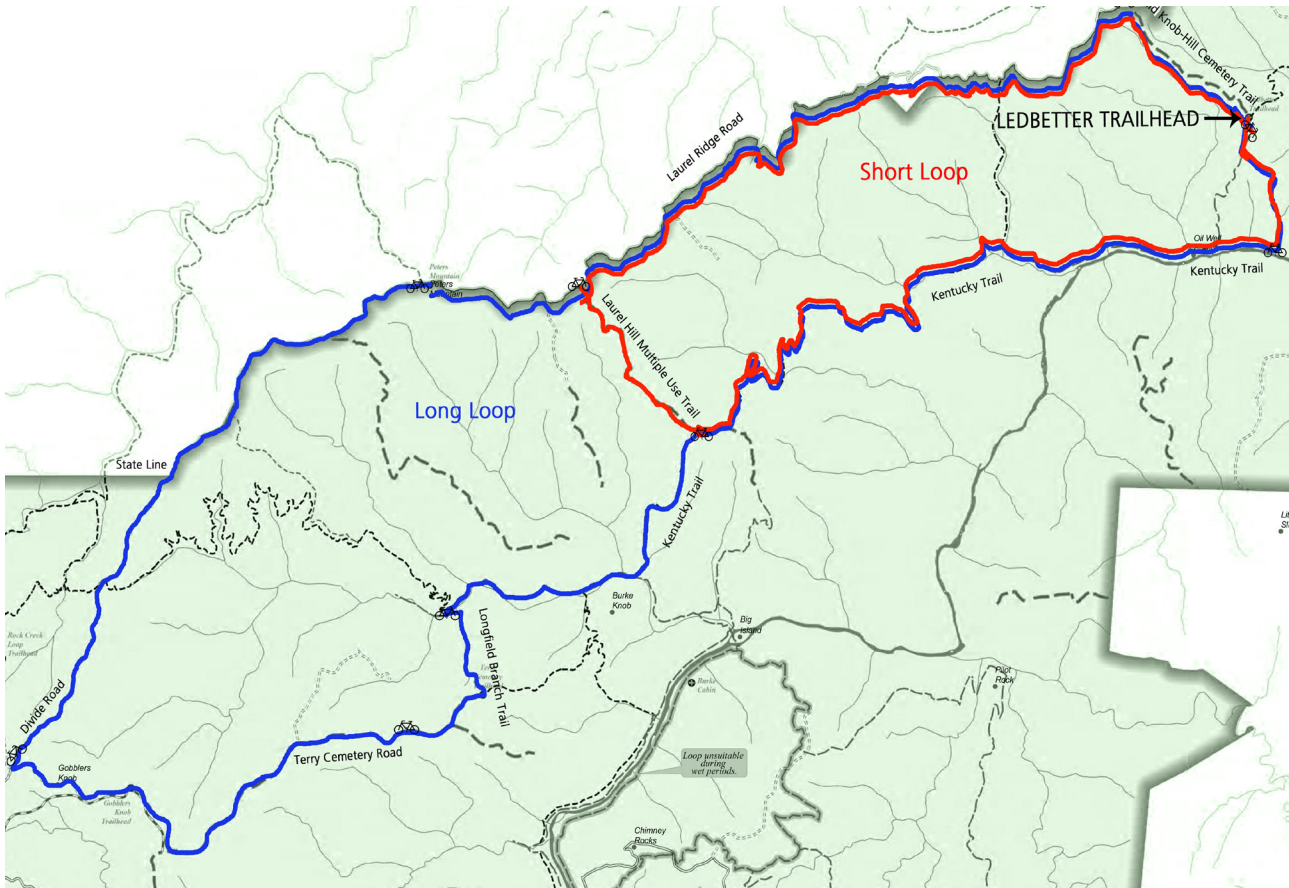 nd Knob-Hill Cemetery Trail
Trailhead
LEDBETTER TRAILHEAD
Laurel Ridge Road
Short Loop
Oil Well
Kentucky Trail
Kentucky Trail
Peters
Mountain
Peters
Laurel Hill Multiple Use Trail
Long Loop
State Line
Kentucky Trail
Burke
Knob
Big
Island
Longfield Branch Trail
Rock Creek
Loop
Trailhead
Burke
Cabin
Pilot
Rock
Divide Road
Terry Cemetery Road
Gobblers
Knob
Gobblers
Knob
Trailhead
Loop unsuitable
during
wet periods.
Chimney
Rocks